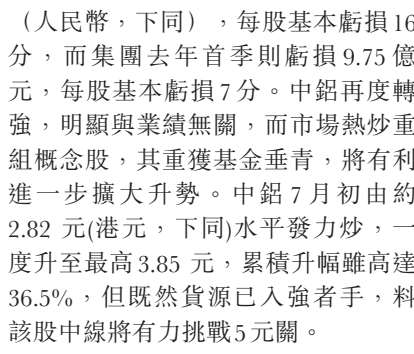 （人民幣，下同），每股基本虧損16
分，而集團去年首季則虧損9.75億
元，每股基本虧損7分。中鋁再度轉
強，明顯與業績無關，而市場熱炒重
組概念股，其重獲基金垂青，將有利
進一步擴大升勢。中鋁7月初由約
2.82 元(港元，下同)水平發力炒，一
度升至最高3.85 元，累積升幅雖高達
36.5%，但既然貨源已入強者手，料
該股中線將有力挑戰5元關。